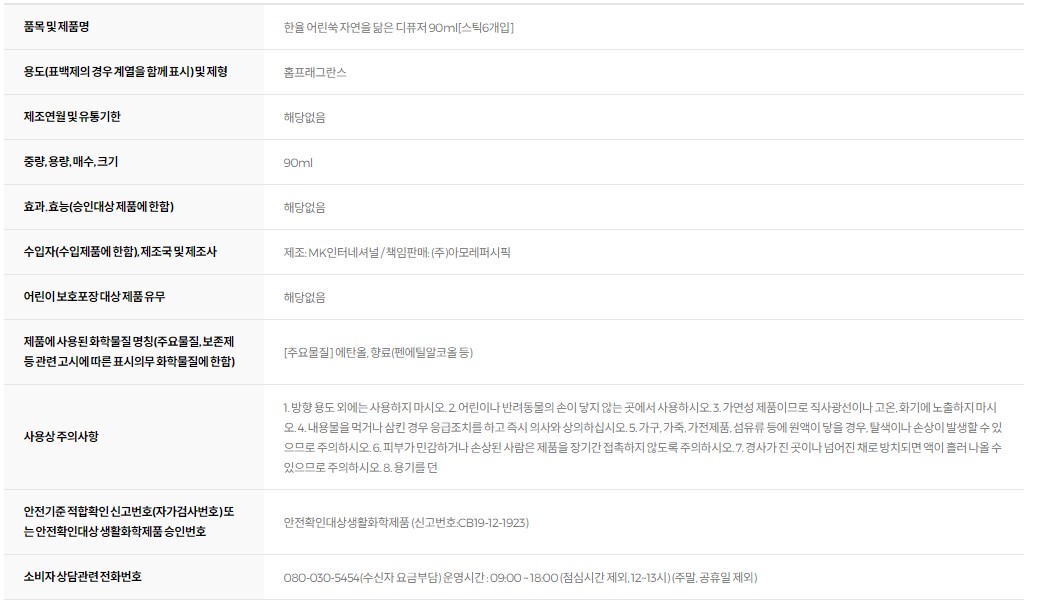 품목 및 제품명
한율 어린쑥 자연을 닮은 디퓨저 90ml[스틱6개입]
용도(표백제의 경우 계열을 함께 표시) 및 제형
홈프래그란스
제조연월 및 유통기한
해당없음
중량, 용량, 매수, 크기
90ml
효과․효능(승인대상 제품에 한함)
해당없음
수입자(수입제품에 한함), 제조국 및 제조사
제조: MK인터네셔널 / 책임판매: (주)아모레퍼시픽
어린이 보호포장 대상 제품 유무
해당없음
제품에 사용된 화학물질 명칭(주요물질, 보존제
등 관련 고시에 따른 표시의무 화학물질에 한함)
[주요물질] 에탄올, 향료(펜에틸알코올 등)
사용상 주의사항
1. 방향 용도 외에는 사용하지 마시오. 2. 어린이나 반려동물의 손이 닿지 않는 곳에서 사용하시오. 3. 가연성 제품이므로 직사광선이나 고온, 화기에 노출하지 마시
오. 4. 내용물을 먹거나 삼킨 경우 응급조치를 하고 즉시 의사와 상의하십시오. 5. 가구, 가죽, 가전제품, 섬유류 등에 원액이 닿을 경우, 탈색이나 손상이 발생할 수 있
으므로 주의하시오. 6. 피부가 민감하거나 손상된 사람은 제품을 장기간 접촉하지 않도록 주의하시오. 7. 경사가 진 곳이나 넘어진 채로 방치되면 액이 흘러 나올 수
있으므로 주의하시오. 8. 용기를 던
안전기준 적합확인 신고번호(자가검사번호) 또
는 안전확인대상 생활화학제품 승인번호
안전확인대상생활화학제품 (신고번호:CB19-12-1923)
소비자 상담관련 전화번호
080-030-5454(수신자 요금부담) 운영시간 : 09:00 ~ 18:00 (점심시간 제외, 12~13시) (주말, 공휴일 제외)